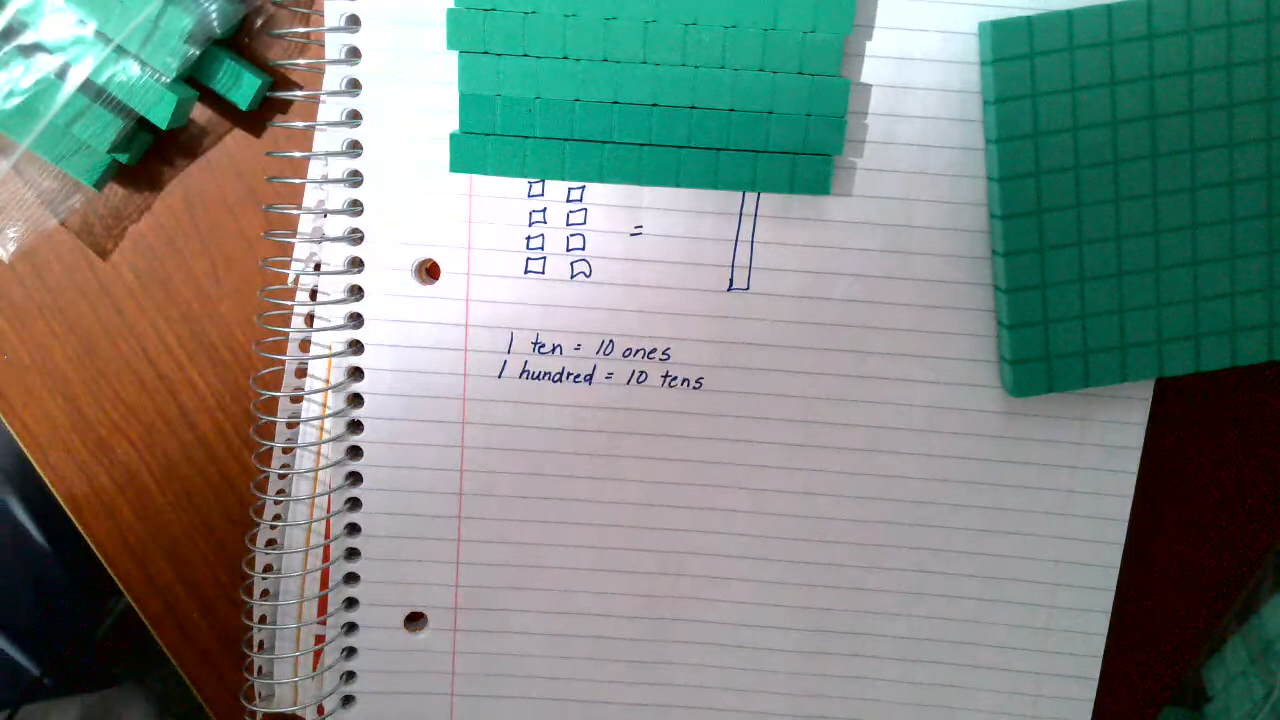 =
1 ten = 10 ones
1 hundred = 10 tens